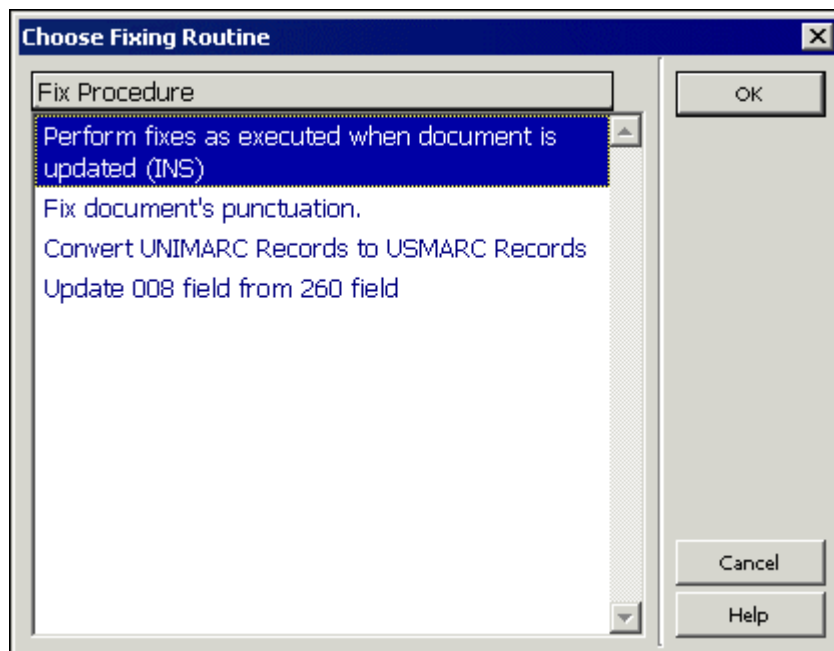 Choose Fixing Routine
Fix Procedure
OK
Perform fixes as executed when document is
updated (INS)
Fix document's punctuation.
Convert UNIMARC Records to USMARC Records
Update 008 field from 260 field
Cancel
Help